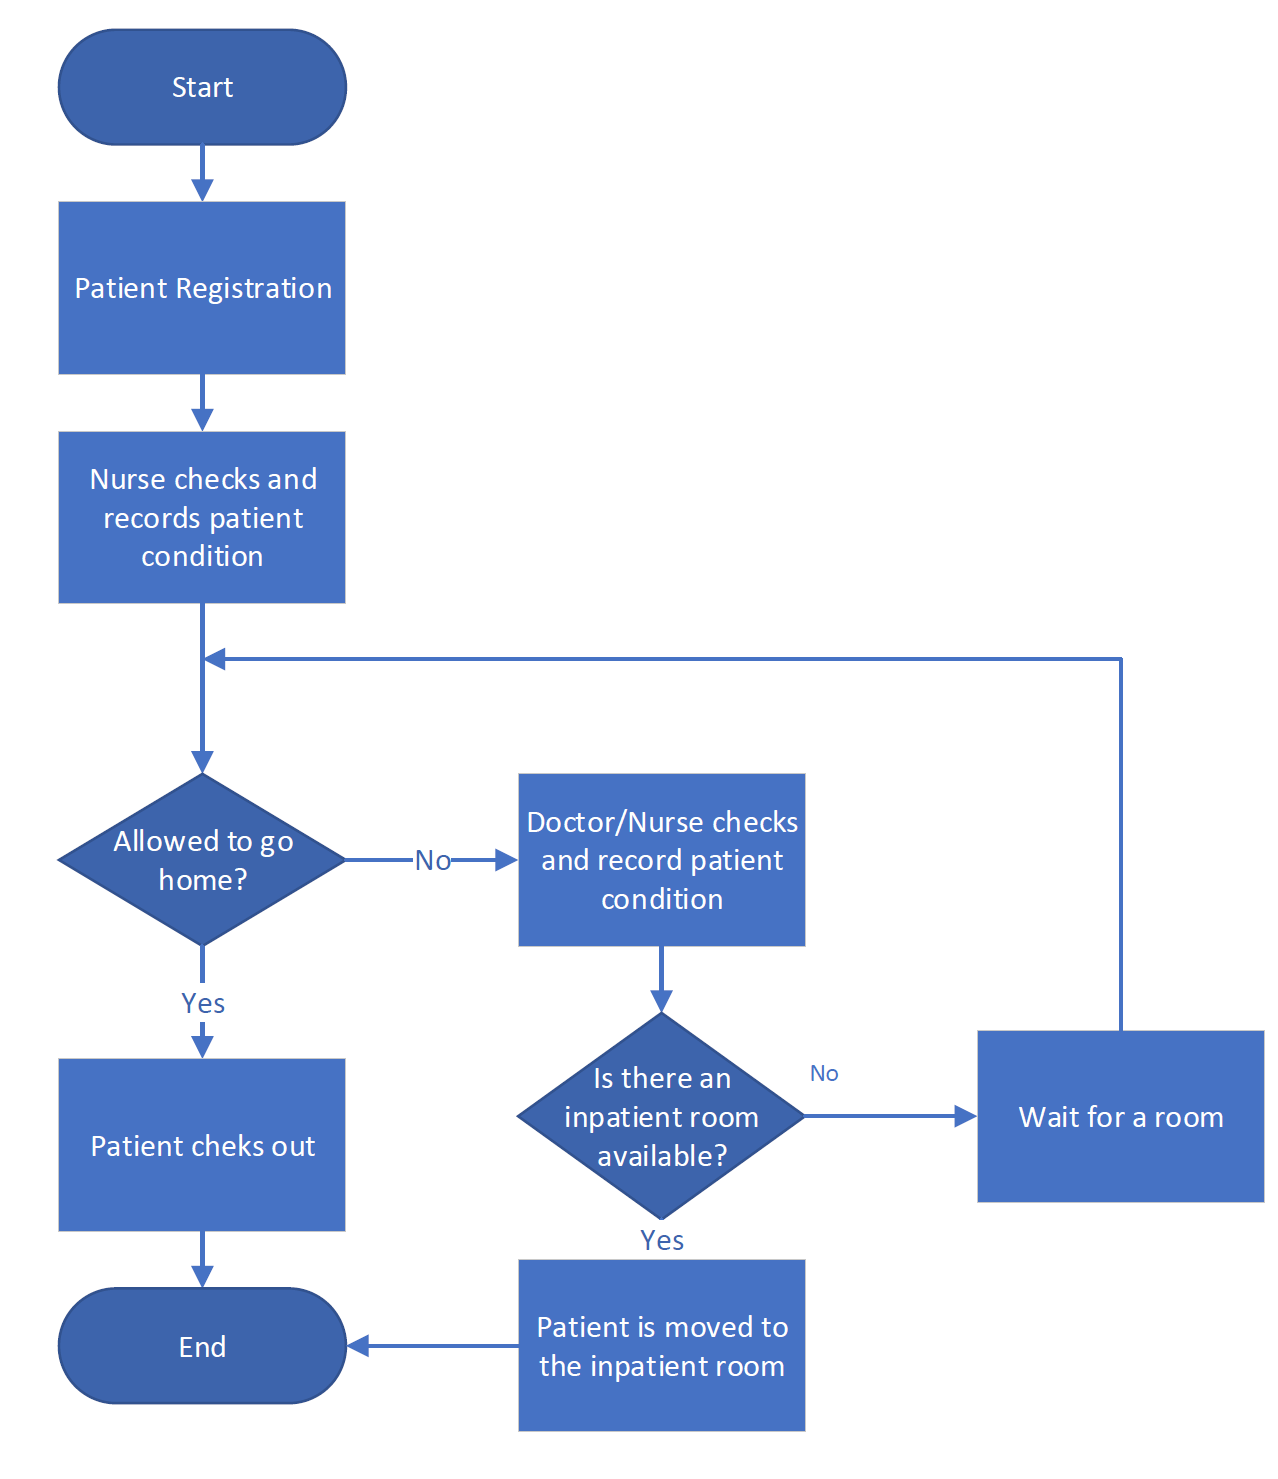 Start
Patient Registration
Nurse checks and
records patient
condition
Allowed to go
home?
No
Doctor/Nurse checks
and record patient
condition
Yes
Is there an
inpatient room
available?
No
Wait for a room
Patient cheks out
Yes
Patient is moved to
the inpatient room
End